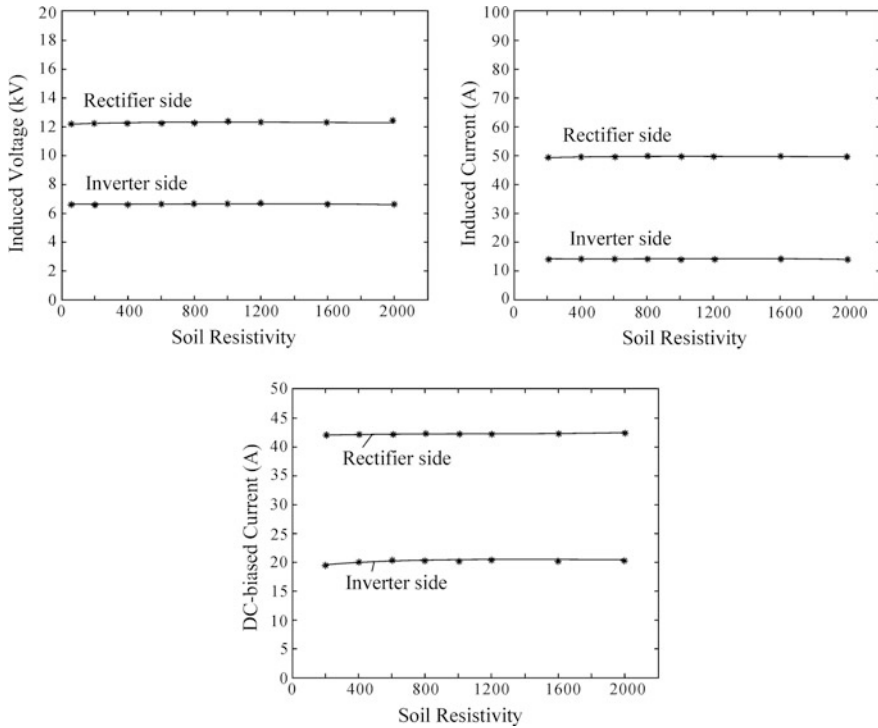 Induced Voltage (kV)
20
18
16
14
12
10
8
6
4
2
0
Rectifier side
Inverter side
0 400 800 1200 1600 2000
Soil Resistivity
Induced Current (A)
100
90
80
70
60
50
40
30
20
10
0
Rectifier side
Inverter side
0 400 800 1200 1600 2000
Soil Resistivity
DC-biased Current (A)
50
45
40
35
30
25
20
15
10
5
0
Rectifier side
Inverter side
0 400 800 1200 1600 2000
Soil Resistivity